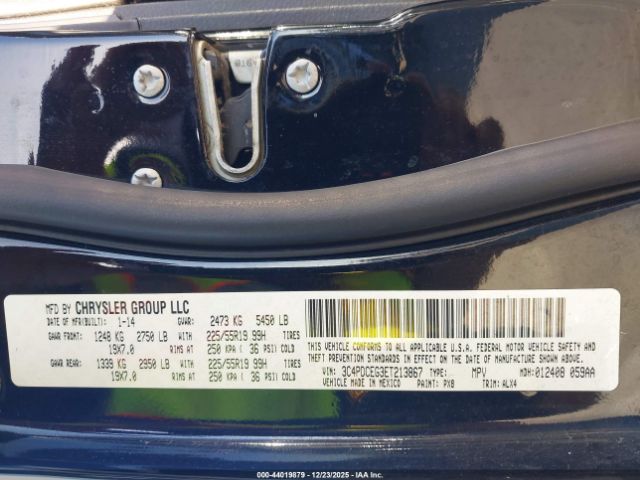 MFD BY CHRYSLER GROUP LLC
DATE OF MFR(BUILT): 1-14 GVWR: 2473 KG 5450 LB
GAWR FRONT: 1248 KG 2750 LB WITH 225/55R19 99H TIRES
19X7.0 RIMS AT 250 KPA ( 36 PSI) COLD
GAWR REAR: 1339 KG 2950 LB WITH 225/55R19 99H TIRES
19X7.0 RIMS AT 250 KPA ( 36 PSI) COLD
THIS VEHICLE CONFORMS TO ALL APPLICABLE U.S.A. FEDERAL MOTOR VEHICLE SAFETY
AND THEFT PREVENTION STANDARDS IN EFFECT ON THE DATE OF MANUFACTURE SHOWN ABOVE.
VIN: 3C4PDCEG3ET213867 TYPE: MPV MDH: 012408 059AA
VEHICLE MADE IN MEXICO PAINT: PX8 TRIM: ALX4
000-44019879 - 12/23/2025 - Copyright © IAA, Inc.